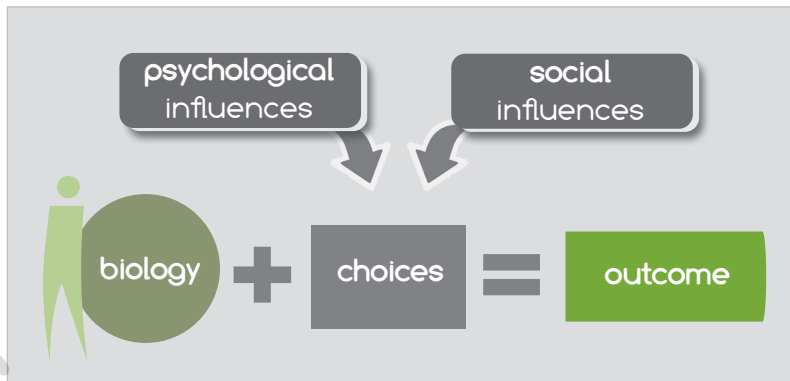 psychological
influences
social
influences
biology
+
choices
=
outcome